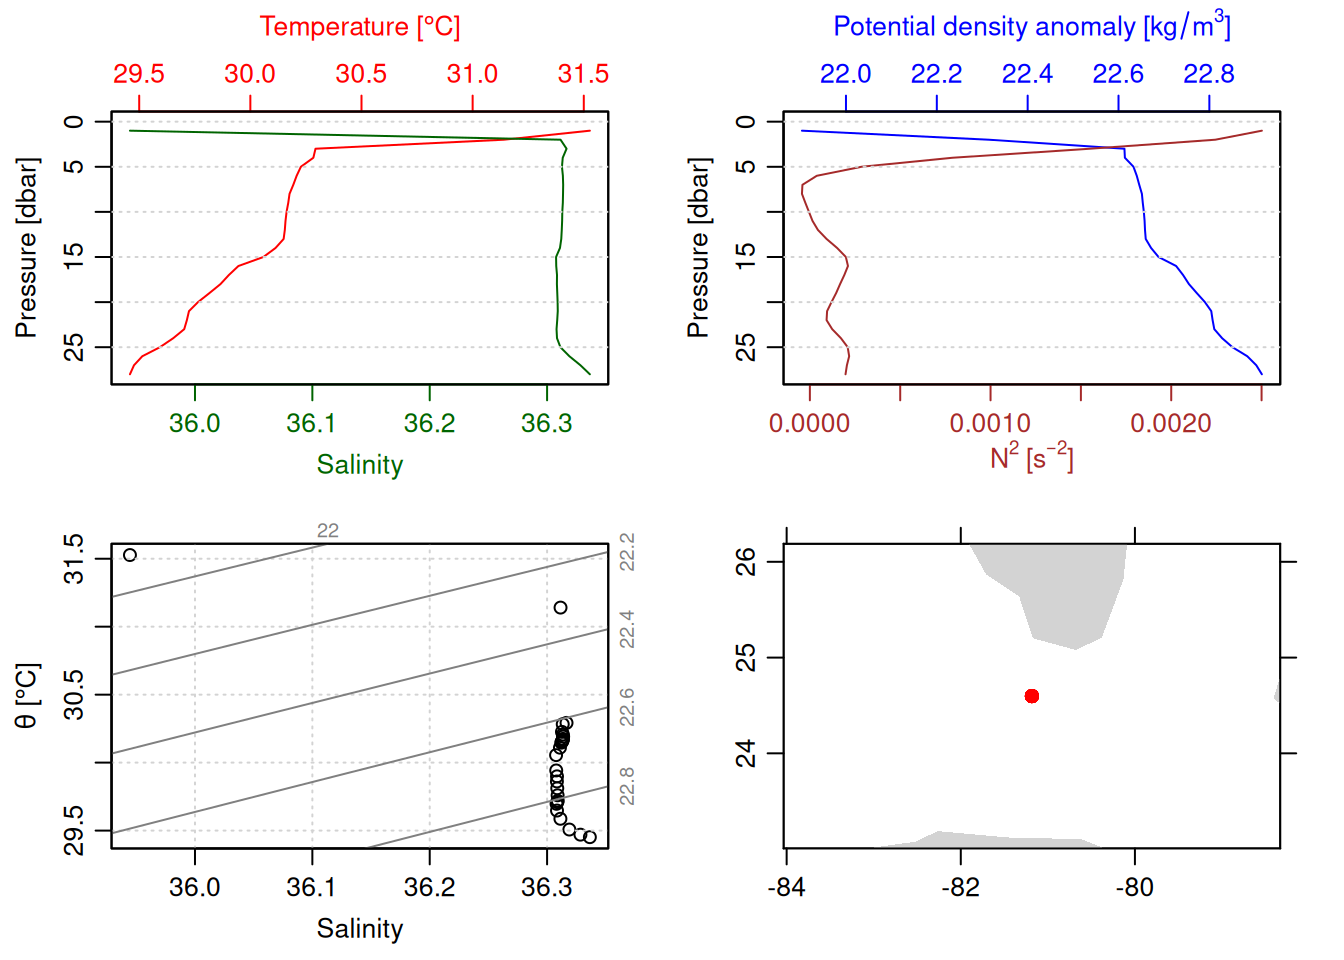 Temperature [°C]
29.5 30.0 30.5 31.0 31.5
0
5
15
25
Pressure [dbar]
36.0 36.1 36.2 36.3
Salinity
Potential density anomaly [kg/m³]
22.0 22.2 22.4 22.6 22.8
0
5
15
25
Pressure [dbar]
0.0000 0.0010 0.0020
N² [s⁻²]
22
22.2
22.4
22.6
22.8
31.5
30.5
29.5
θ [°C]
36.0 36.1 36.2 36.3
Salinity
26
25
24
-84 -82 -80